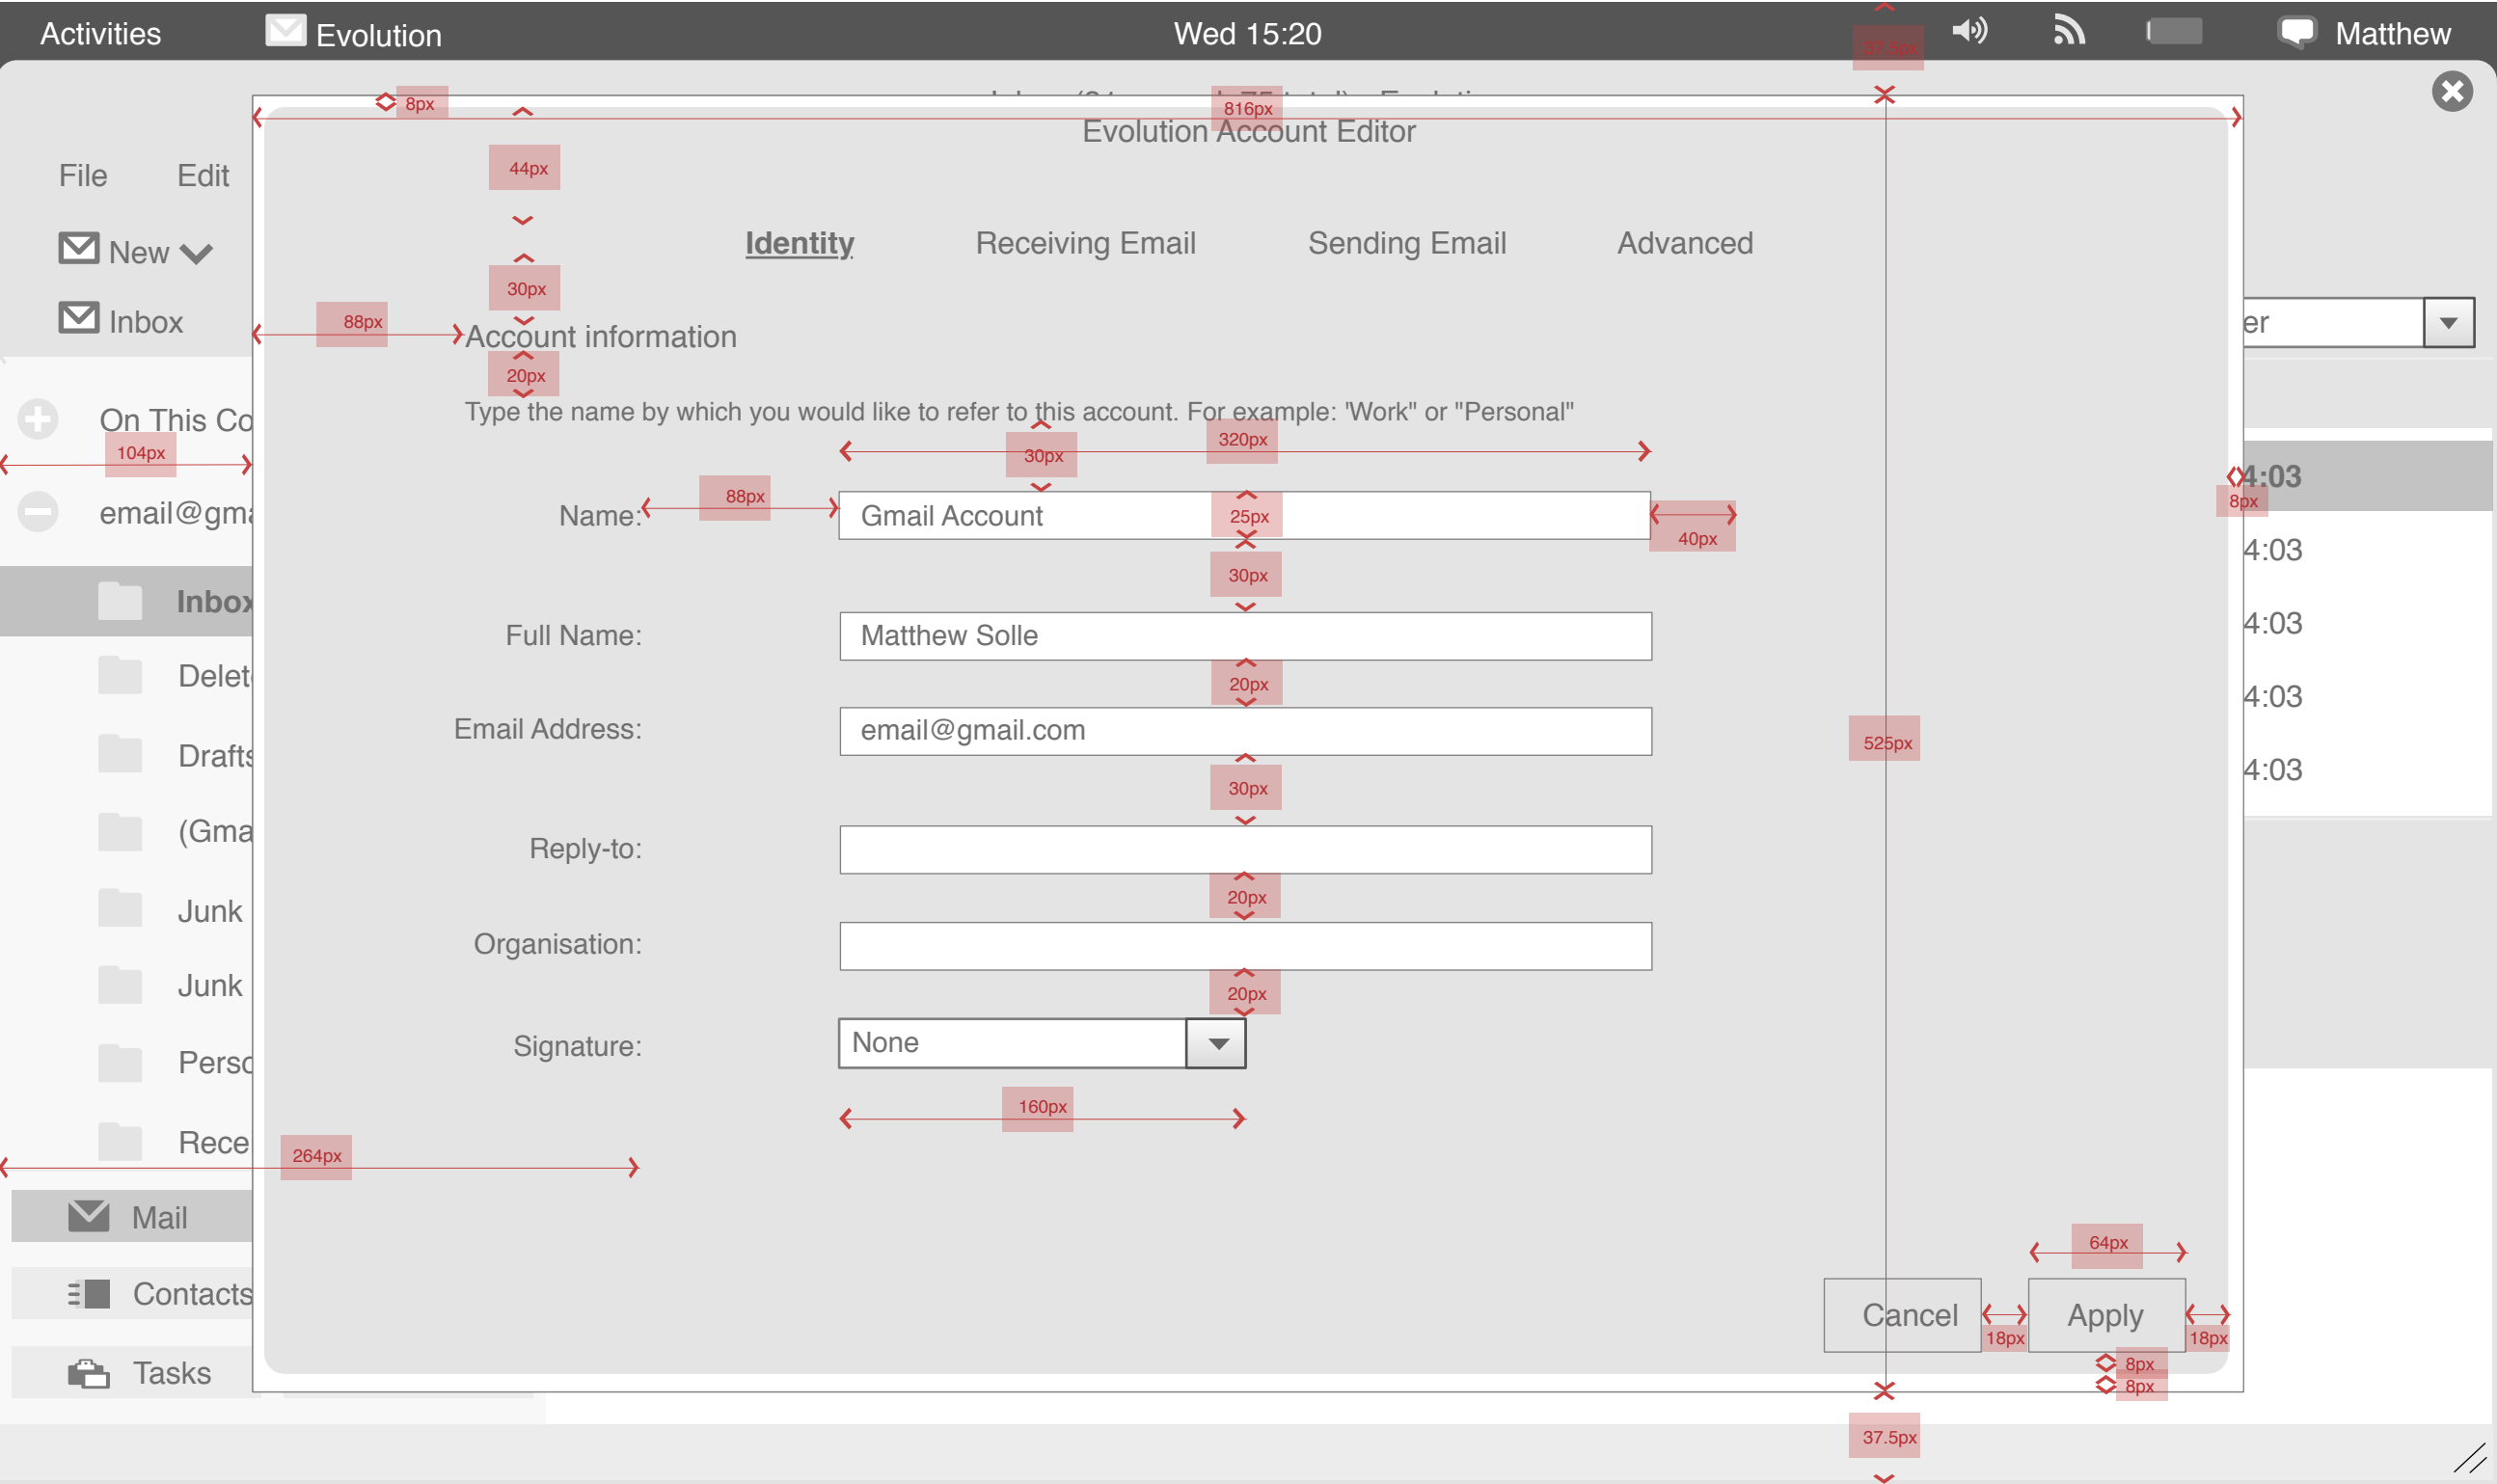 Activities Evolution Wed 15:20 37.5px Matthew
8px 816px
Evolution Account Editor
File Edit 44px
New Identity Receiving Email Sending Email Advanced
30px
Inbox 88px Account information er
20px
On This Co Type the name by which you would like to refer to this account. For example: 'Work" or "Personal"
104px 30px 320px
4:03
email@gma Name: 88px Gmail Account 25px 40px 8px
4:03
30px
Inbox Full Name: Matthew Solle 4:03
Delet 20px 4:03
Email Address: email@gmail.com 525px
Drafts 30px 4:03
(Gma Reply-to:
Junk 20px
Organisation:
Junk 20px
Perso Signature: None
160px
Rece 264px
Mail 64px
Contacts Cancel 18px Apply 18px
Tasks 8px
8px
37.5px